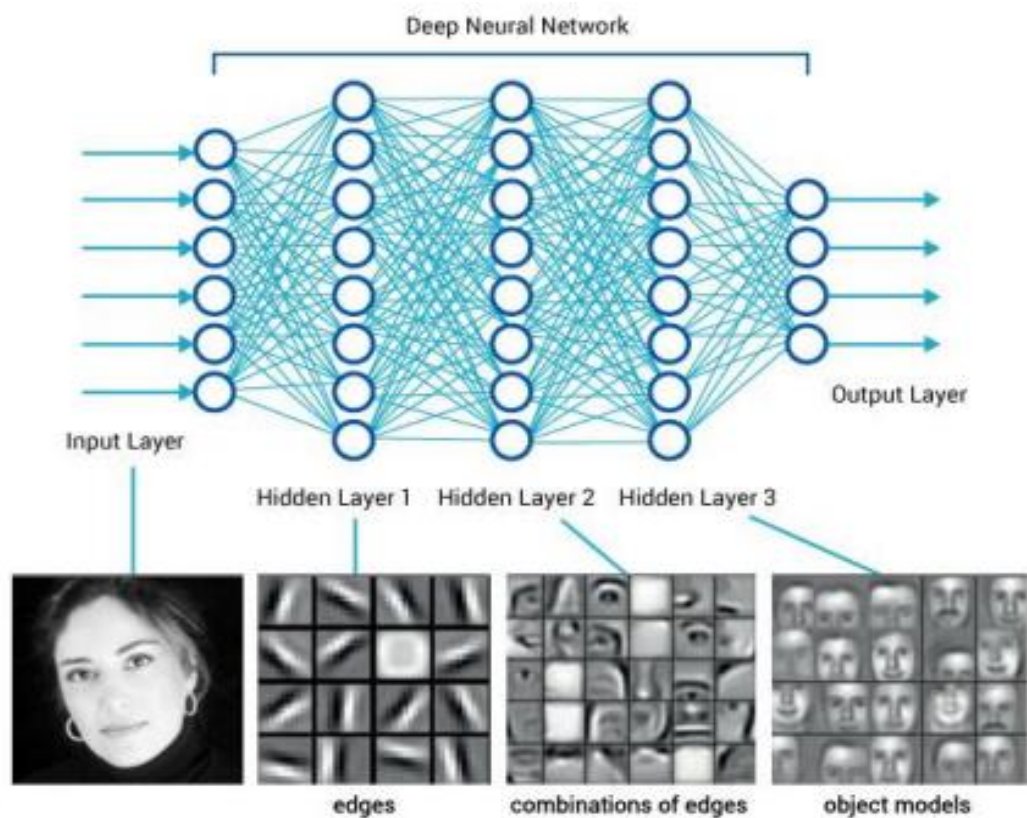 Deep Neural Network
Output Layer
Input Layer
Hidden Layer 1 Hidden Layer 2 Hidden Layer 3
edges combinations of edges object models